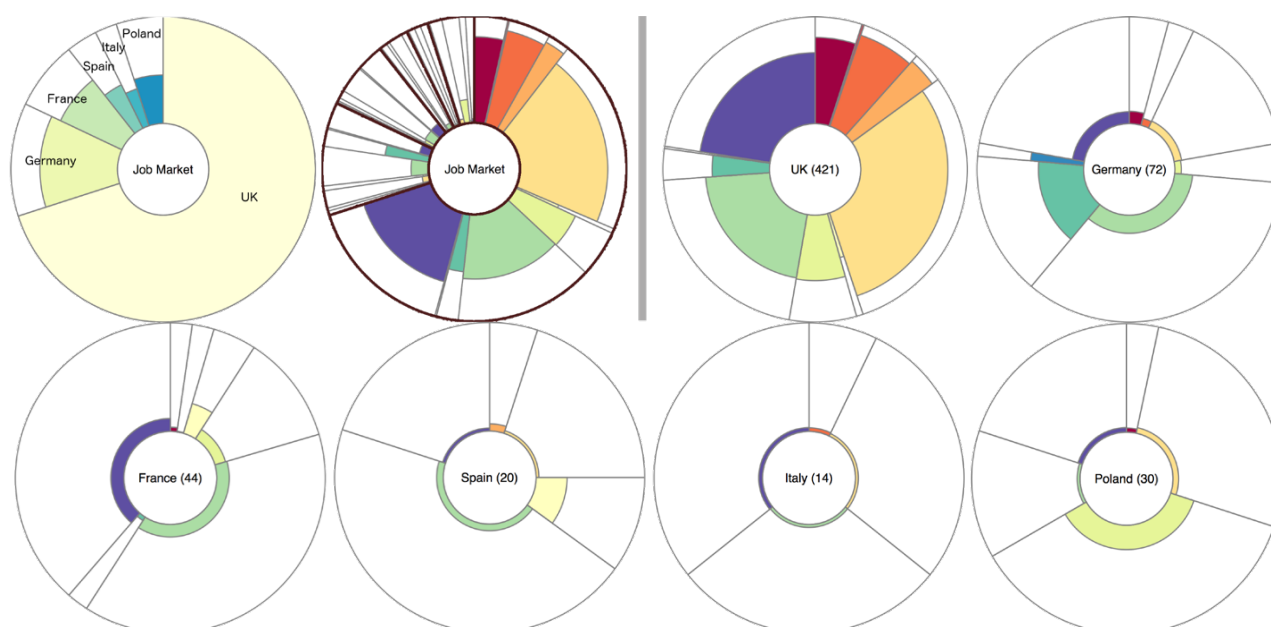 Poland
Italy
Spain
France
Germany
Job Market
UK
Job Market
UK (421)
Germany (72)
France (44)
Spain (20)
Italy (14)
Poland (30)